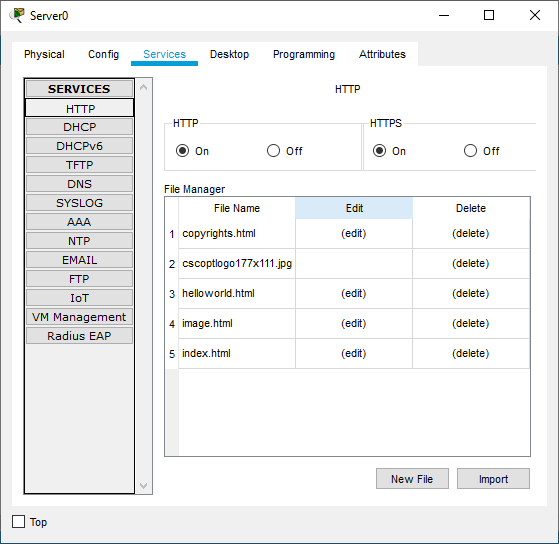 Server0
Physical Config Services Desktop Programming Attributes
SERVICES
HTTP
DHCP
DHCPv6
TFTP
DNS
SYSLOG
AAA
NTP
EMAIL
FTP
IoT
VM Management
Radius EAP
HTTP
HTTP HTTPS
On Off On Off
File Manager
File Name Edit Delete
1 copyrights.html (edit) (delete)
2 cscoptlogo177x111.jpg (delete)
3 helloworld.html (edit) (delete)
4 image.html (edit) (delete)
5 index.html (edit) (delete)
New File Import
Top